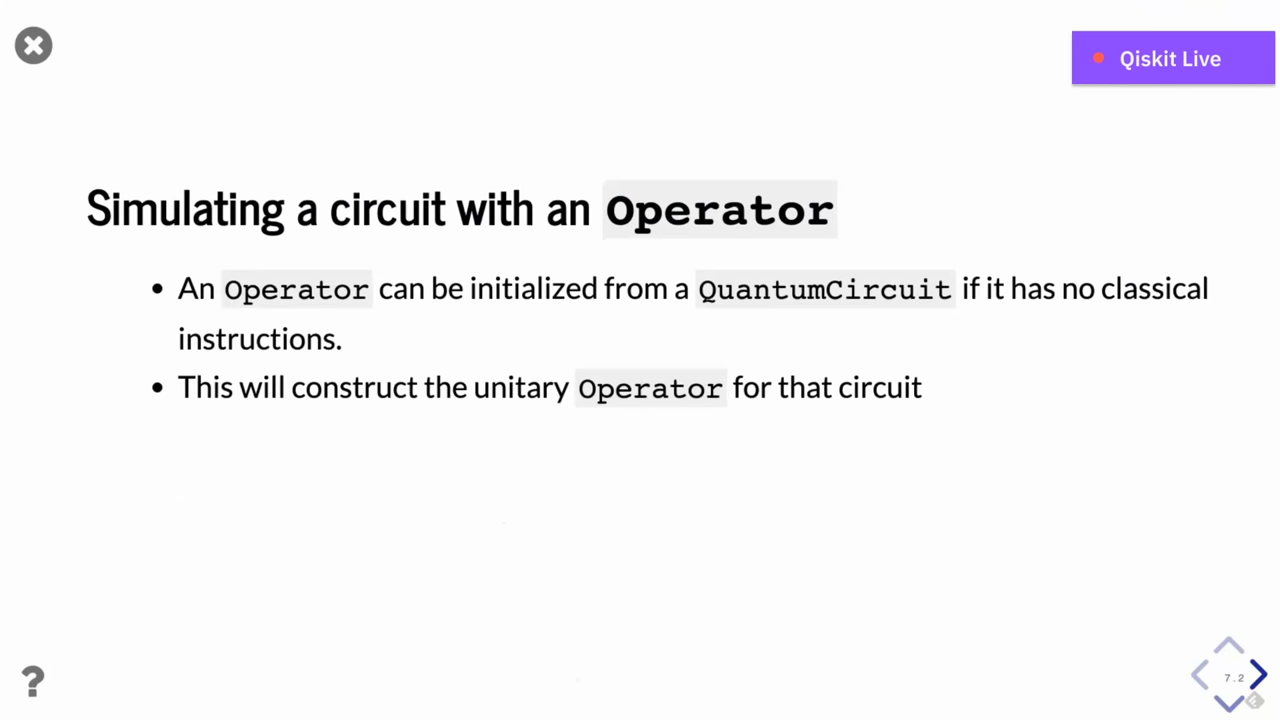 Qiskit Live
Simulating a circuit with an Operator
An Operator can be initialized from a QuantumCircuit if it has no classical
instructions.
This will construct the unitary Operator for that circuit
?
7.2